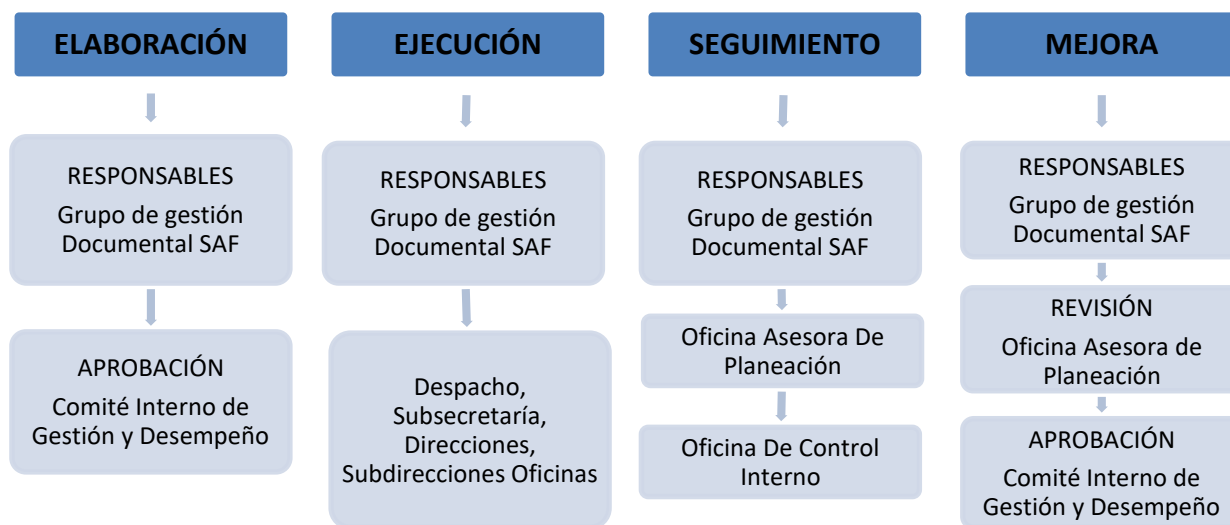 ELABORACIÓN
RESPONSABLES
Grupo de gestión
Documental SAF
APROBACIÓN
Comité Interno de
Gestión y Desempeño
EJECUCIÓN
RESPONSABLES
Grupo de gestión
Documental SAF
Despacho,
Subsecretaría,
Direcciones,
Subdirecciones Oficinas
SEGUIMIENTO
RESPONSABLES
Grupo de gestión
Documental SAF
Oficina Asesora De
Planeación
Oficina De Control
Interno
MEJORA
RESPONSABLES
Grupo de gestión
Documental SAF
REVISIÓN
Oficina Asesora de
Planeación
APROBACIÓN
Comité Interno de
Gestión y Desempeño